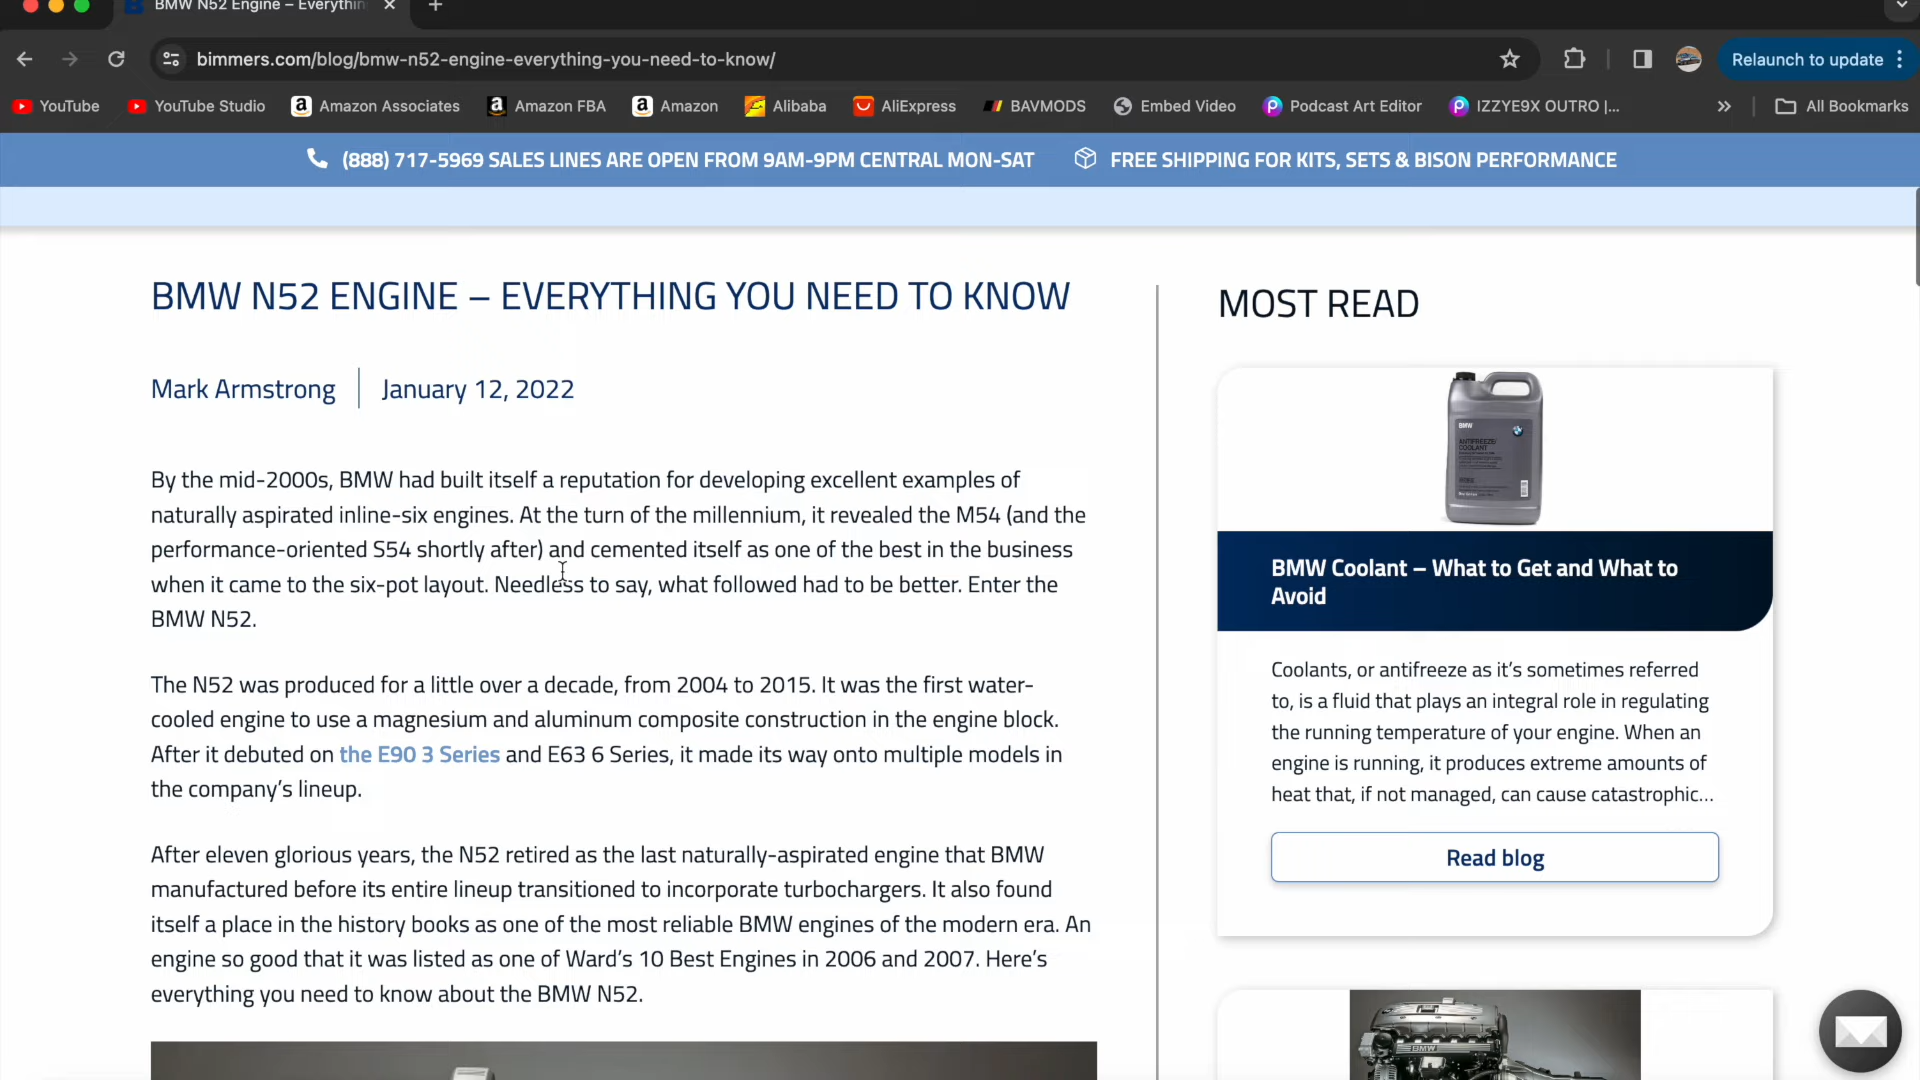 BMW N52 Engine – Everythin
bimmers.com/blog/bmw-n52-engine-everything-you-need-to-know/
Relaunch to update
YouTube
YouTube Studio
Amazon Associates
Amazon FBA
Amazon
Alibaba
AliExpress
BAVMODS
Embed Video
Podcast Art Editor
IZZYE9X OUTRO |...
All Bookmarks
(888) 717-5969 SALES LINES ARE OPEN FROM 9AM-9PM CENTRAL MON-SAT
FREE SHIPPING FOR KITS, SETS & BISON PERFORMANCE
BMW N52 ENGINE – EVERYTHING YOU NEED TO KNOW
Mark Armstrong
January 12, 2022
By the mid-2000s, BMW had built itself a reputation for developing excellent examples of
naturally aspirated inline-six engines. At the turn of the millennium, it revealed the M54 (and the
performance-oriented S54 shortly after) and cemented itself as one of the best in the business
when it came to the six-pot layout. Needless to say, what followed had to be better. Enter the
BMW N52.
The N52 was produced for a little over a decade, from 2004 to 2015. It was the first water-
cooled engine to use a magnesium and aluminum composite construction in the engine block.
After it debuted on the E90 3 Series and E63 6 Series, it made its way onto multiple models in
the company's lineup.
After eleven glorious years, the N52 retired as the last naturally-aspirated engine that BMW
manufactured before its entire lineup transitioned to incorporate turbochargers. It also found
itself a place in the history books as one of the most reliable BMW engines of the modern era. An
engine so good that it was listed as one of Ward's 10 Best Engines in 2006 and 2007. Here's
everything you need to know about the BMW N52.
MOST READ
BMW
ANTIFREEZE/
COOLANT
BMW Coolant – What to Get and What to
Avoid
Coolants, or antifreeze as it's sometimes referred
to, is a fluid that plays an integral role in regulating
the running temperature of your engine. When an
engine is running, it produces extreme amounts of
heat that, if not managed, can cause catastrophic...
Read blog
BMW